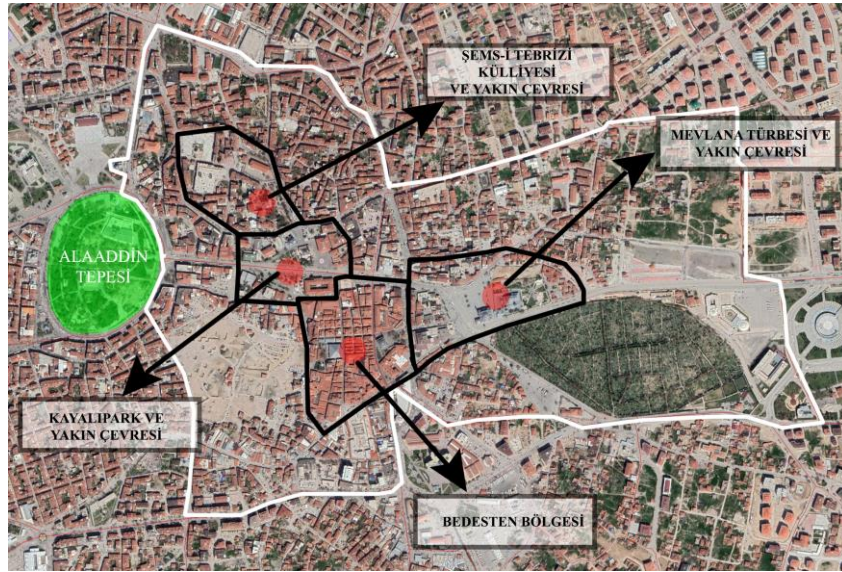 ŞEMS-İ TEBRİZİ
KÜLLİYESİ
VE YAKIN ÇEVRESİ
MEVLANA TÜRBESİ VE
YAKIN ÇEVRESİ
ALAADDİN
TEPESİ
KAYALIPARK VE
YAKIN ÇEVRESİ
BEDESTEN BÖLGESİ